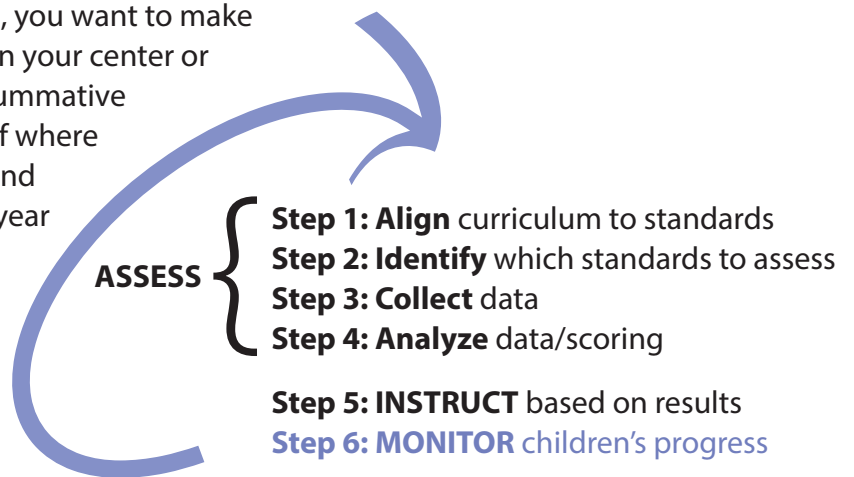 , you want to make
n your center or
ummative
f where
nd
year
ASSESS
Step 1: Align curriculum to standards
Step 2: Identify which standards to assess
Step 3: Collect data
Step 4: Analyze data/scoring
Step 5: INSTRUCT based on results
Step 6: MONITOR children's progress